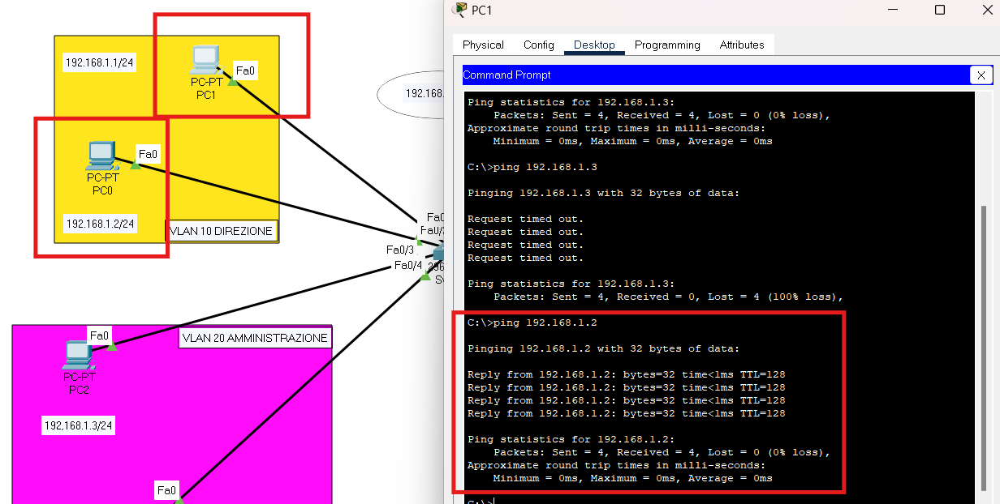 192.168.1.1/24
Fa0
PC-PT
PC1
Fa0
PC-PT
PC0
192.168.1.2/24
VLAN 10 DIREZIONE
192.168.
Fa0/3
Fa0/4
VLAN 20 AMMINISTRAZIONE
Fa0
PC-PT
PC2
192,168.1.3/24
Fa0
PC1
Physical Config Desktop Programming Attributes
Command Prompt
X
Ping statistics for 192.168.1.3:
Packets: Sent = 4, Received = 4, Lost = 0 (0% loss),
Approximate round trip times in milli-seconds:
Minimum = 0ms, Maximum = 0ms, Average = 0ms
C:\>ping 192.168.1.3
Pinging 192.168.1.3 with 32 bytes of data:
Request timed out.
Request timed out.
Request timed out.
Request timed out.
Ping statistics for 192.168.1.3:
Packets: Sent = 4, Received = 0, Lost = 4 (100% loss),
C:\>ping 192.168.1.2
Pinging 192.168.1.2 with 32 bytes of data:
Reply from 192.168.1.2: bytes=32 time<1ms TTL=128
Reply from 192.168.1.2: bytes=32 time<1ms TTL=128
Reply from 192.168.1.2: bytes=32 time<1ms TTL=128
Reply from 192.168.1.2: bytes=32 time<1ms TTL=128
Ping statistics for 192.168.1.2:
Packets: Sent = 4, Received = 4, Lost = 0 (0% loss),
Approximate round trip times in milli-seconds:
Minimum = 0ms, Maximum = 0ms, Average = 0ms
C:\>